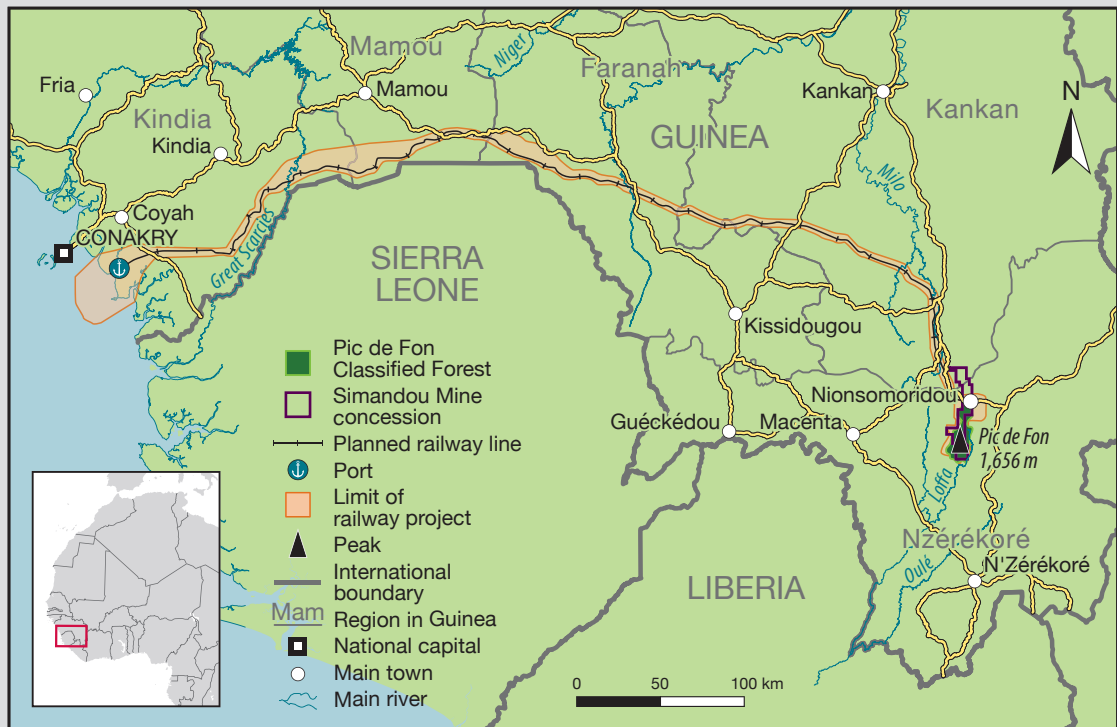 Mamou
Niger
Faranah
Fria
Mamou
Kankan
Kankan
N
Kindia
Kindia
GUINEA
Milo
Coyah
CONAKRY
Great Scarcies
SIERRA
LEONE
Kissidougou
Pic de Fon
Classified Forest
Simandou Mine
concession
Planned railway line
Port
Limit of
railway project
Peak
International
boundary
Mam
Region in Guinea
National capital
Main town
Main river
Nionsomoridou
Guéckédou
Macenta
Pic de Fon
1,656 m
Loffa
Nzérékoré
Oulé
N'Zérékoré
LIBERIA
0 50 100 km